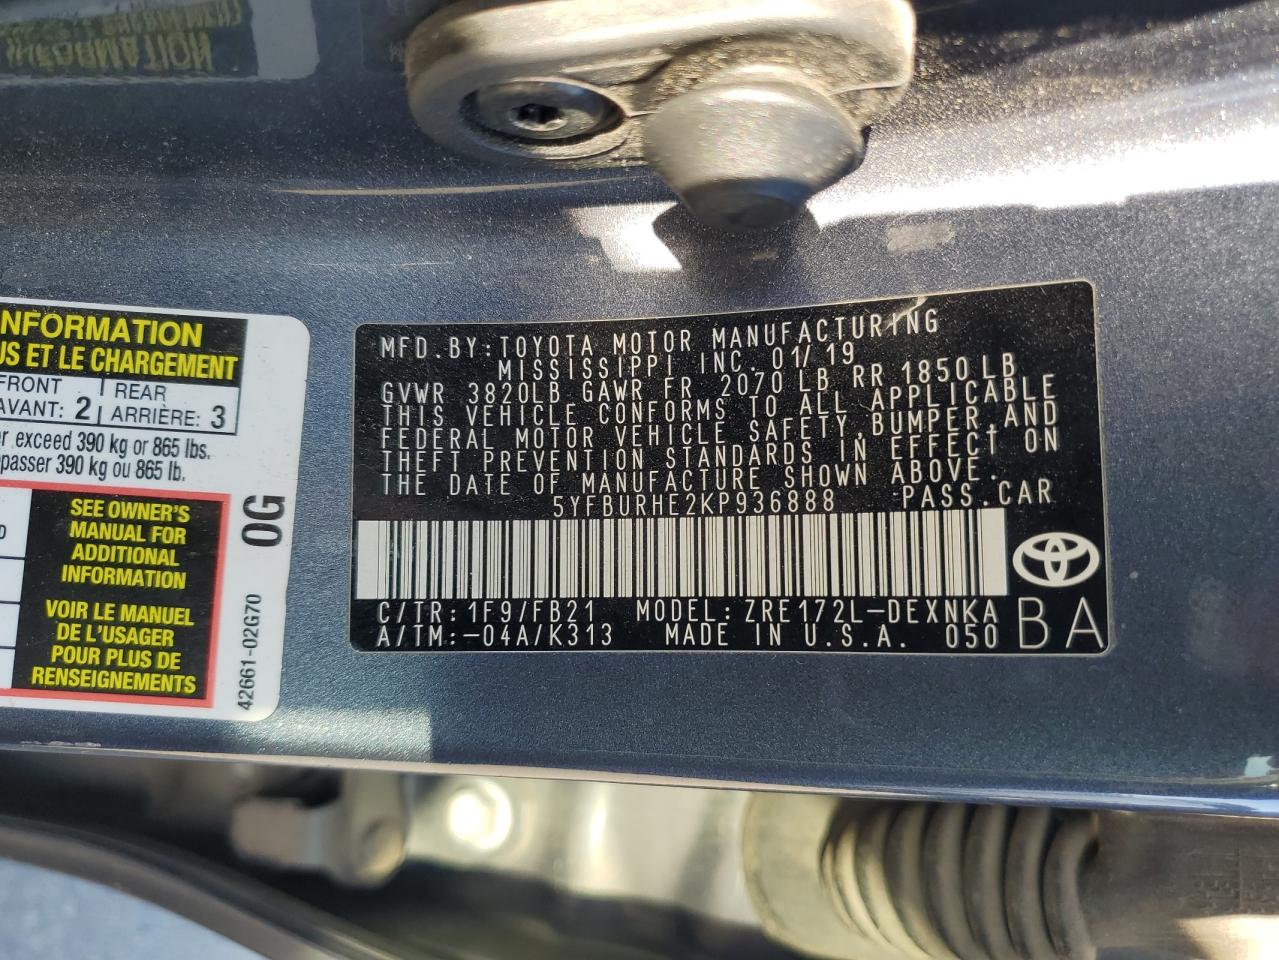 NFORMATION
US ET LE CHARGEMENT
FRONT REAR
AVANT: 2 ARRIÈRE: 3
er exceed 390 kg or 865 lbs.
passer 390 kg ou 865 lb.
D
SEE OWNER'S
MANUAL FOR
ADDITIONAL
INFORMATION
VOIR LE MANUEL
DE L'USAGER
POUR PLUS DE
RENSEIGNEMENTS
0G
42661-02G70
MFD.BY:TOYOTA MOTOR MANUFACTURING
MISSISSIPPI INC. 01/19
GVWR 3820LB GAWR FR 2070LB RR 1850LB
THIS VEHICLE CONFORMS TO ALL APPLICABLE
FEDERAL MOTOR VEHICLE SAFETY,BUMPER,AND
THEFT PREVENTION STANDARDS IN EFFECT ON
THE DATE OF MANUFACTURE SHOWN ABOVE.
5YFBURHE2KP936888 PASS.CAR
C/TR:1F9/FB21 MODEL:ZRE172L-DEXNKA
A/TM:-04A/K313 MADE IN U.S.A. 050
BA